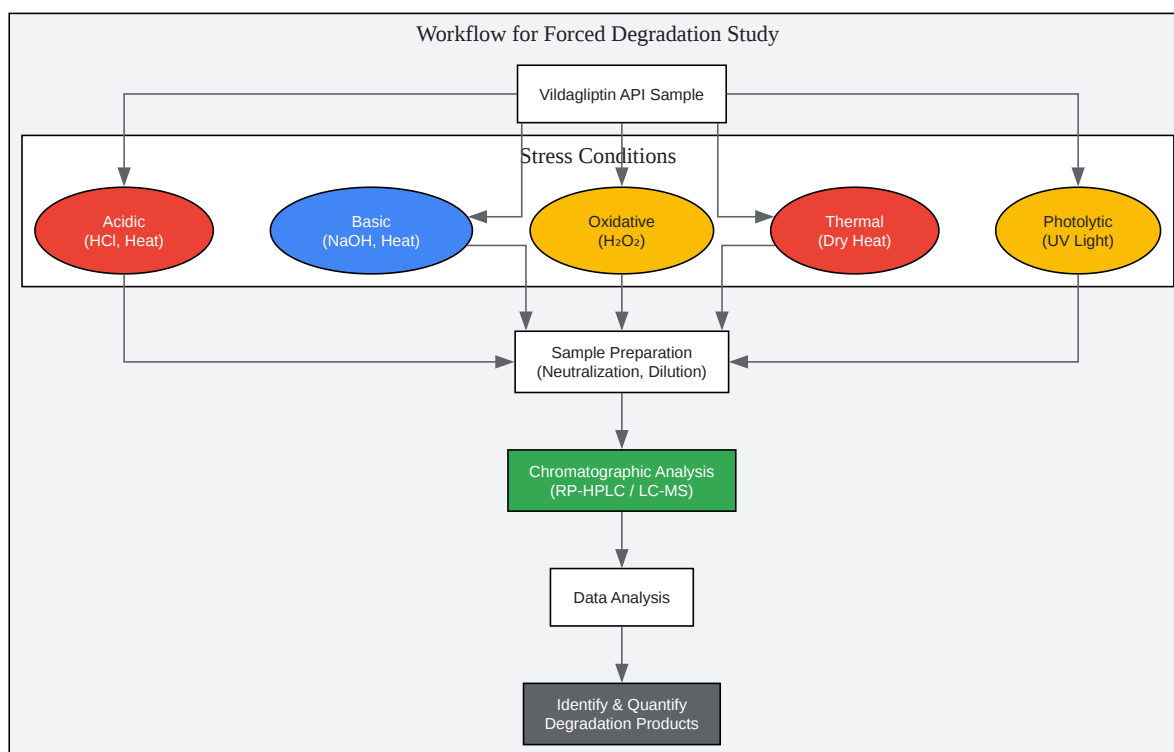 Workflow for Forced Degradation Study
Vildagliptin API Sample
Stress Conditions
Acidic
(HCl, Heat)
Basic
(NaOH, Heat)
Oxidative
(H₂O₂)
Thermal
(Dry Heat)
Photolytic
(UV Light)
Sample Preparation
(Neutralization, Dilution)
Chromatographic Analysis
(RP-HPLC / LC-MS)
Data Analysis
Identify & Quantify
Degradation Products